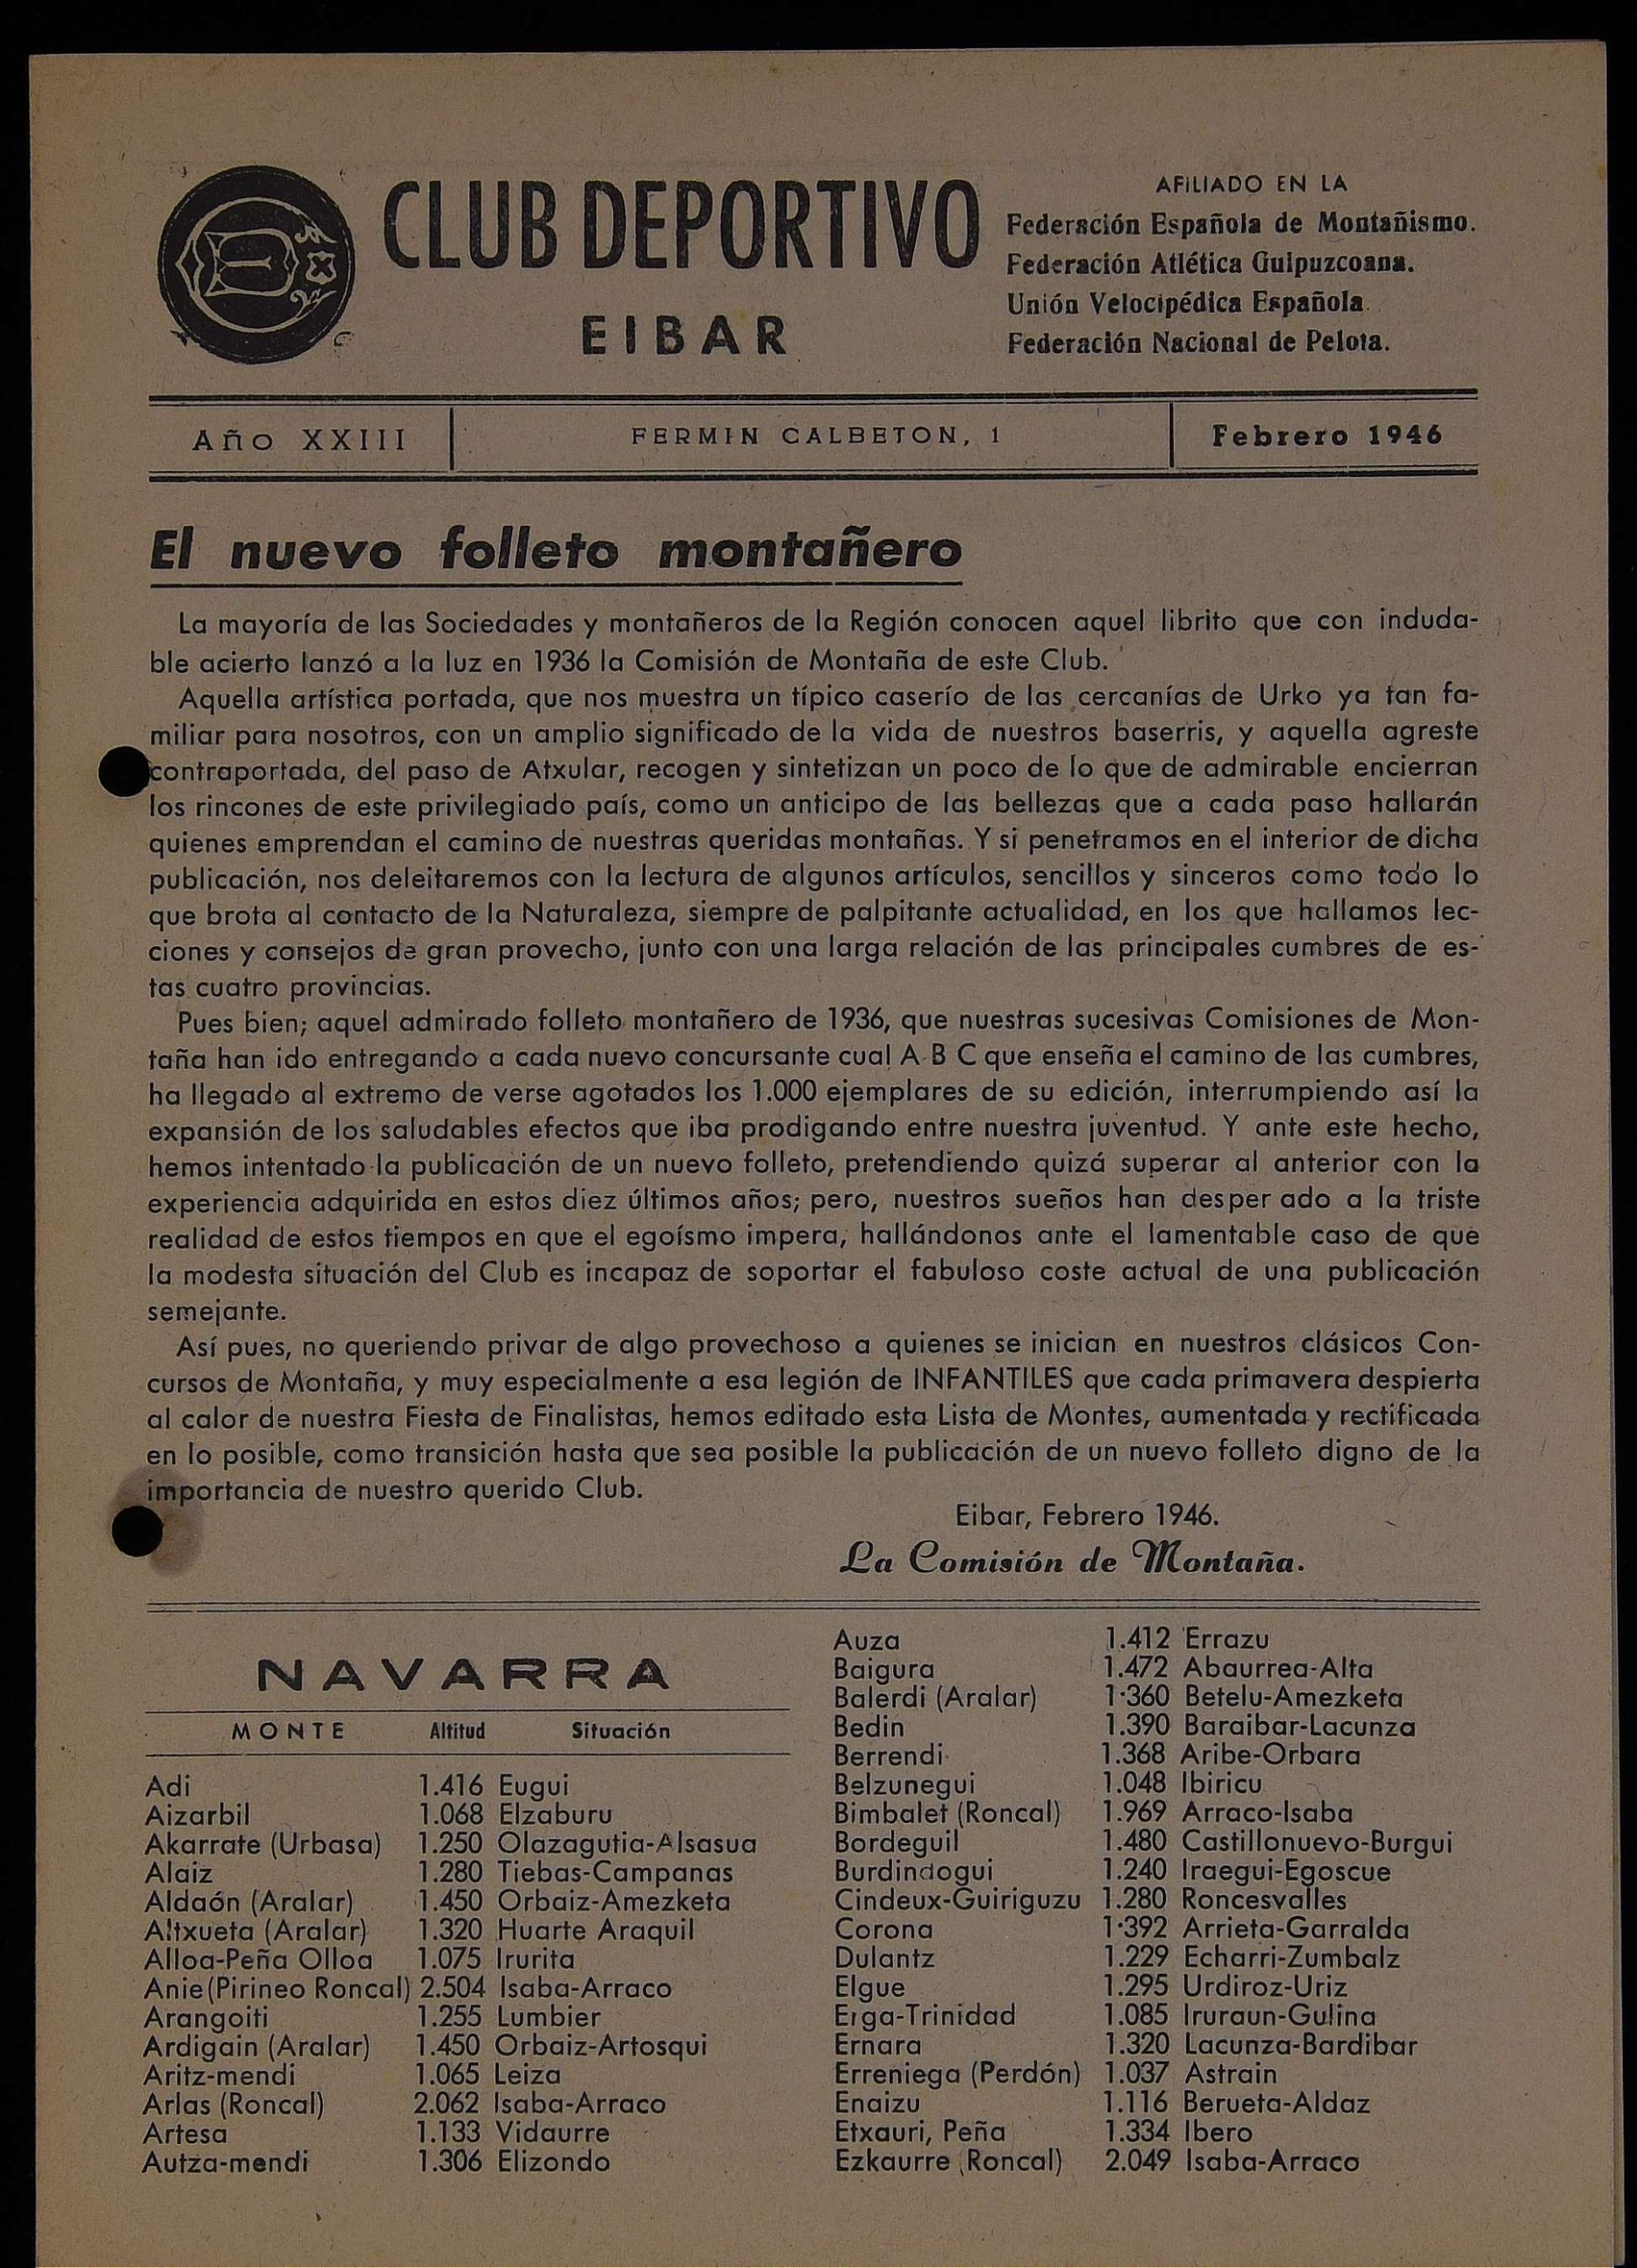 CLUB DEPORTIVO
EIBAR
AFILIADO EN LA
Federación Española de Montañismo.
Federación Atlética Guipuzcoana.
Unión Velocipédica Española.
Federación Nacional de Pelota.
Año XXIII
FERMIN CALBETON, 1
Febrero 1946
El nuevo folleto montañero
La mayoría de las Sociedades y montañeros de la Región conocen aquel librito que con induda-
ble acierto lanzó a la luz en 1936 la Comisión de Montaña de este Club.
Aquella artística portada, que nos muestra un típico caserío de las cercanías de Urko ya tan fa-
miliar para nosotros, con un amplio significado de la vida de nuestros baserris, y aquella agreste
contraportada, del paso de Atxular, recogen y sintetizan un poco de lo que de admirable encierran
los rincones de este privilegiado país, como un anticipo de las bellezas que a cada paso hallarán
quienes emprendan el camino de nuestras queridas montañas. Y si penetramos en el interior de dicha
publicación, nos deleitaremos con la lectura de algunos artículos, sencillos y sinceros como todo lo
que brota al contacto de la Naturaleza, siempre de palpitante actualidad, en los que hallamos lec-
ciones y consejos de gran provecho, junto con una larga relación de las principales cumbres de es-
tas cuatro provincias.
Pues bien; aquel admirado folleto montañero de 1936, que nuestras sucesivas Comisiones de Mon-
taña han ido entregando a cada nuevo concursante cual A B C que enseña el camino de las cumbres,
ha llegado al extremo de verse agotados los 1.000 ejemplares de su edición, interrumpiendo así la
expansión de los saludables efectos que iba prodigando entre nuestra juventud. Y ante este hecho,
hemos intentado la publicación de un nuevo folleto, pretendiendo quizá superar al anterior con la
experiencia adquirida en estos diez últimos años; pero, nuestros sueños han desper ado a la triste
realidad de estos tiempos en que el egoísmo impera, hallándonos ante el lamentable caso de que
la modesta situación del Club es incapaz de soportar el fabuloso coste actual de una publicación
semejante.
Así pues, no queriendo privar de algo provechoso a quienes se inician en nuestros clásicos Con-
cursos de Montaña, y muy especialmente a esa legión de INFANTILES que cada primavera despierta
al calor de nuestra Fiesta de Finalistas, hemos editado esta Lista de Montes, aumentada y rectificada
en lo posible, como transición hasta que sea posible la publicación de un nuevo folleto digno de la
importancia de nuestro querido Club.
Eibar, Febrero 1946.
La Comisión de Montaña.
NAVARRA
MONTE Altitud Situación
Adi 1.416 Eugui
Aizarbil 1.068 Elzaburu
Akarrate (Urbasa) 1.250 Olazagutia-Alsasua
Alaiz 1.280 Tiebas-Campanas
Aldaón (Aralar) 1.450 Orbaiz-Amezketa
Altxueta (Aralar) 1.320 Huarte Araquil
Alloa-Peña Olloa 1.075 Irurita
Anie (Pirineo Roncal) 2.504 Isaba-Arraco
Arangoiti 1.255 Lumbier
Ardigain (Aralar) 1.450 Orbaiz-Artosqui
Aritz-mendi 1.065 Leiza
Arlas (Roncal) 2.062 Isaba-Arraco
Artesa 1.133 Vidaurre
Autza-mendi 1.306 Elizondo
Auza 1.412 Errazu
Baigura 1.472 Abaurrea-Alta
Balerdi (Aralar) 1·360 Betelu-Amezketa
Bedin 1.390 Baraibar-Lacunza
Berrendi 1.368 Aribe-Orbara
Belzunegui 1.048 Ibiricu
Bimbalet (Roncal) 1.969 Arraco-Isaba
Bordeguil 1.480 Castillonuevo-Burgui
Burdindogui 1.240 Iraegui-Egoscue
Cindeux-Guiriguzu 1.280 Roncesvalles
Corona 1·392 Arrieta-Garralda
Dulantz 1.229 Echarri-Zumbalz
Elgue 1.295 Urdiroz-Uriz
Erga-Trinidad 1.085 Iruraun-Gulina
Ernara 1.320 Lacunza-Bardibar
Erreniega (Perdón) 1.037 Astrain
Enaizu 1.116 Berueta-Aldaz
Etxauri, Peña 1.334 Ibero
Ezkaurre (Roncal) 2.049 Isaba-Arraco